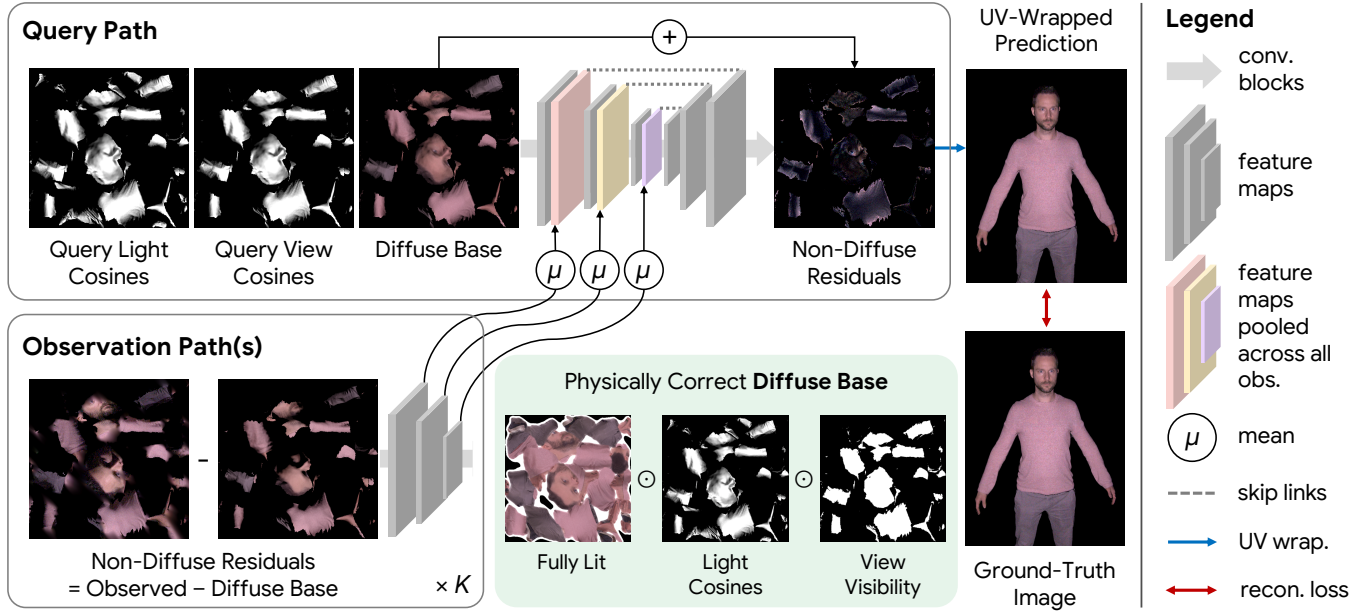 Query Path
+
Query Light
Cosines
Query View
Cosines
Diffuse Base
Non-Diffuse
Residuals
μ
μ
μ
UV-Wrapped
Prediction
Observation Path(s)
-
Non-Diffuse Residuals
= Observed – Diffuse Base
× K
Physically Correct Diffuse Base
⊙
⊙
Fully Lit
Light
Cosines
View
Visibility
Ground-Truth
Image
Legend
conv.
blocks
feature
maps
feature
maps
pooled
across all
obs.
μ
mean
skip links
UV wrap.
recon. loss